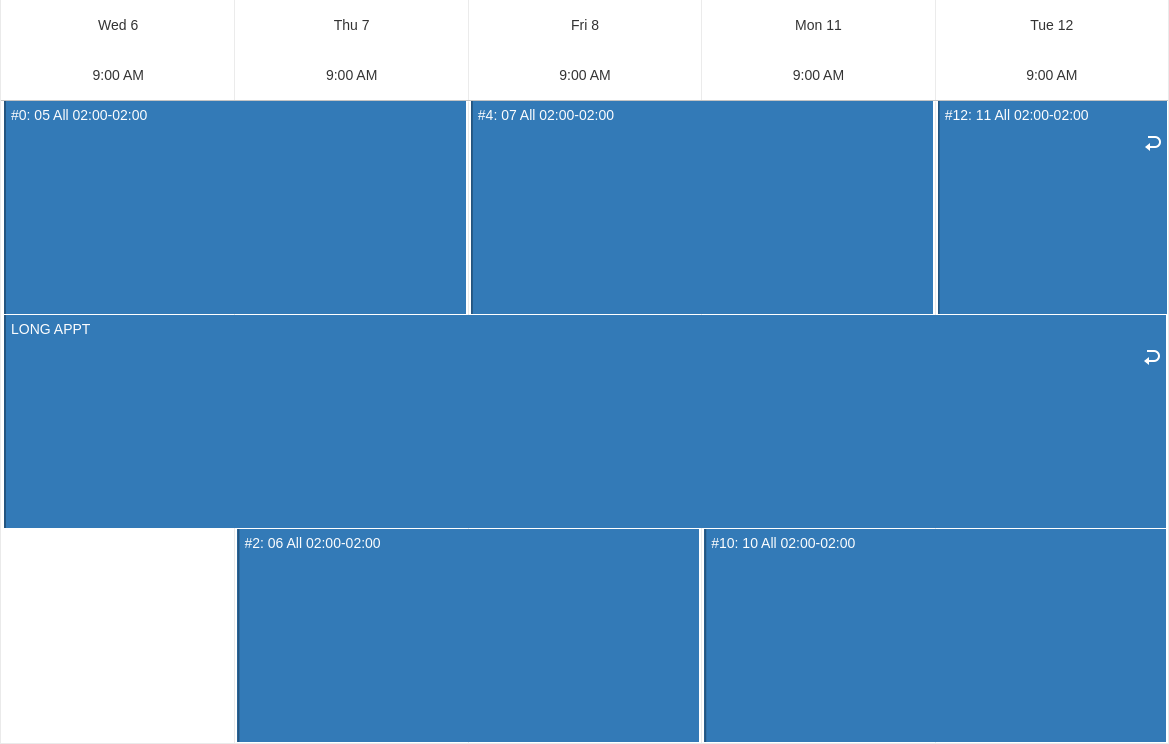 Wed 6
Thu 7
Fri 8
Mon 11
Tue 12
9:00 AM
9:00 AM
9:00 AM
9:00 AM
9:00 AM
#0: 05 All 02:00-02:00
#4: 07 All 02:00-02:00
#12: 11 All 02:00-02:00
LONG APPT
#2: 06 All 02:00-02:00
#10: 10 All 02:00-02:00